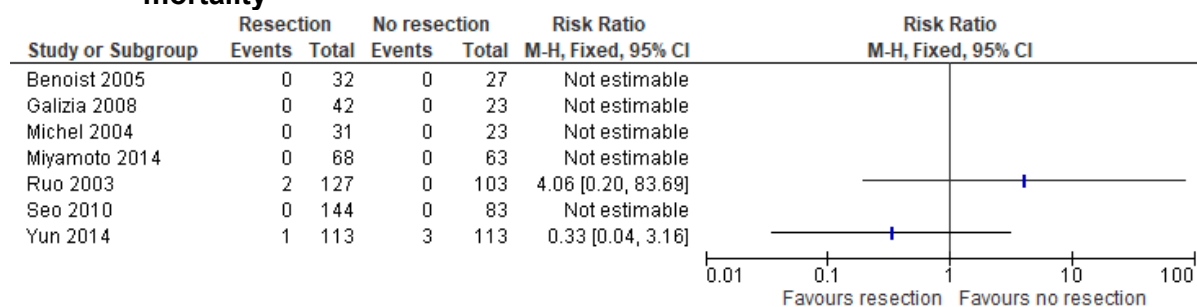 mortality
Resection No resection Risk Ratio Risk Ratio
Study or Subgroup Events Total Events Total M-H, Fixed, 95% CI M-H, Fixed, 95% CI
Benoist 2005 0 32 0 27 Not estimable
Galizia 2008 0 42 0 23 Not estimable
Michel 2004 0 31 0 23 Not estimable
Miyamoto 2014 0 68 0 63 Not estimable
Ruo 2003 2 127 0 103 4.06 [0.20, 83.69]
Seo 2010 0 144 0 83 Not estimable
Yun 2014 1 113 3 113 0.33 [0.04, 3.16]
0.01 0.1 1 10 100
Favours resection Favours no resection